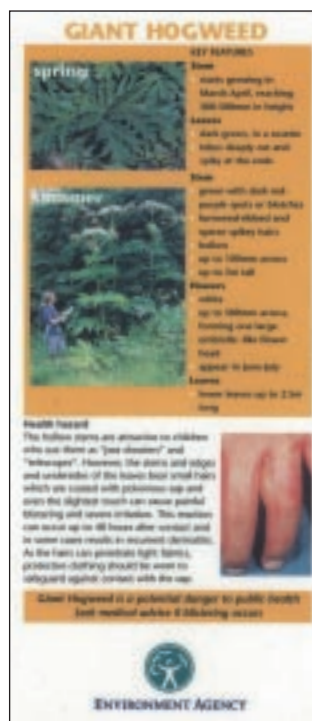 GIANT HOGWEED
KEY FEATURES
spring
Stem
starts growing in
March-April, reaching
in height
Leaves
dark green, in a rosette
lobes deeply cut and
spiky at the ends
summer
Stem
green with dark red
purple spots or blotches
furrowed/ribbed and
sparse spikey hairs
hollow
up to 100mm across
up to 5m tall
Flowers
white
up to 500mm across,
forming one large
umbrella-like flower
head
appear in June-July
Leaves
lower leaves up to 2.5m
long
Health hazard
The hollow stems are attractive to children
who use them as "pea shooters" and
"telescopes". However, the stems and edges
and undersides of the leaves bear small hairs
which are coated with poisonous sap and
even the slightest touch can cause painful
blistering and severe irritation. This reaction
can occur up to 48 hours after contact and
in some cases results in recurrent dermatitis.
As the hairs can penetrate light fabrics,
protective clothing should be worn to
safeguard against contact with the sap.
Giant Hogweed is a potential danger to public health
Seek medical advice if blistering occurs
ENVIRONMENT AGENCY